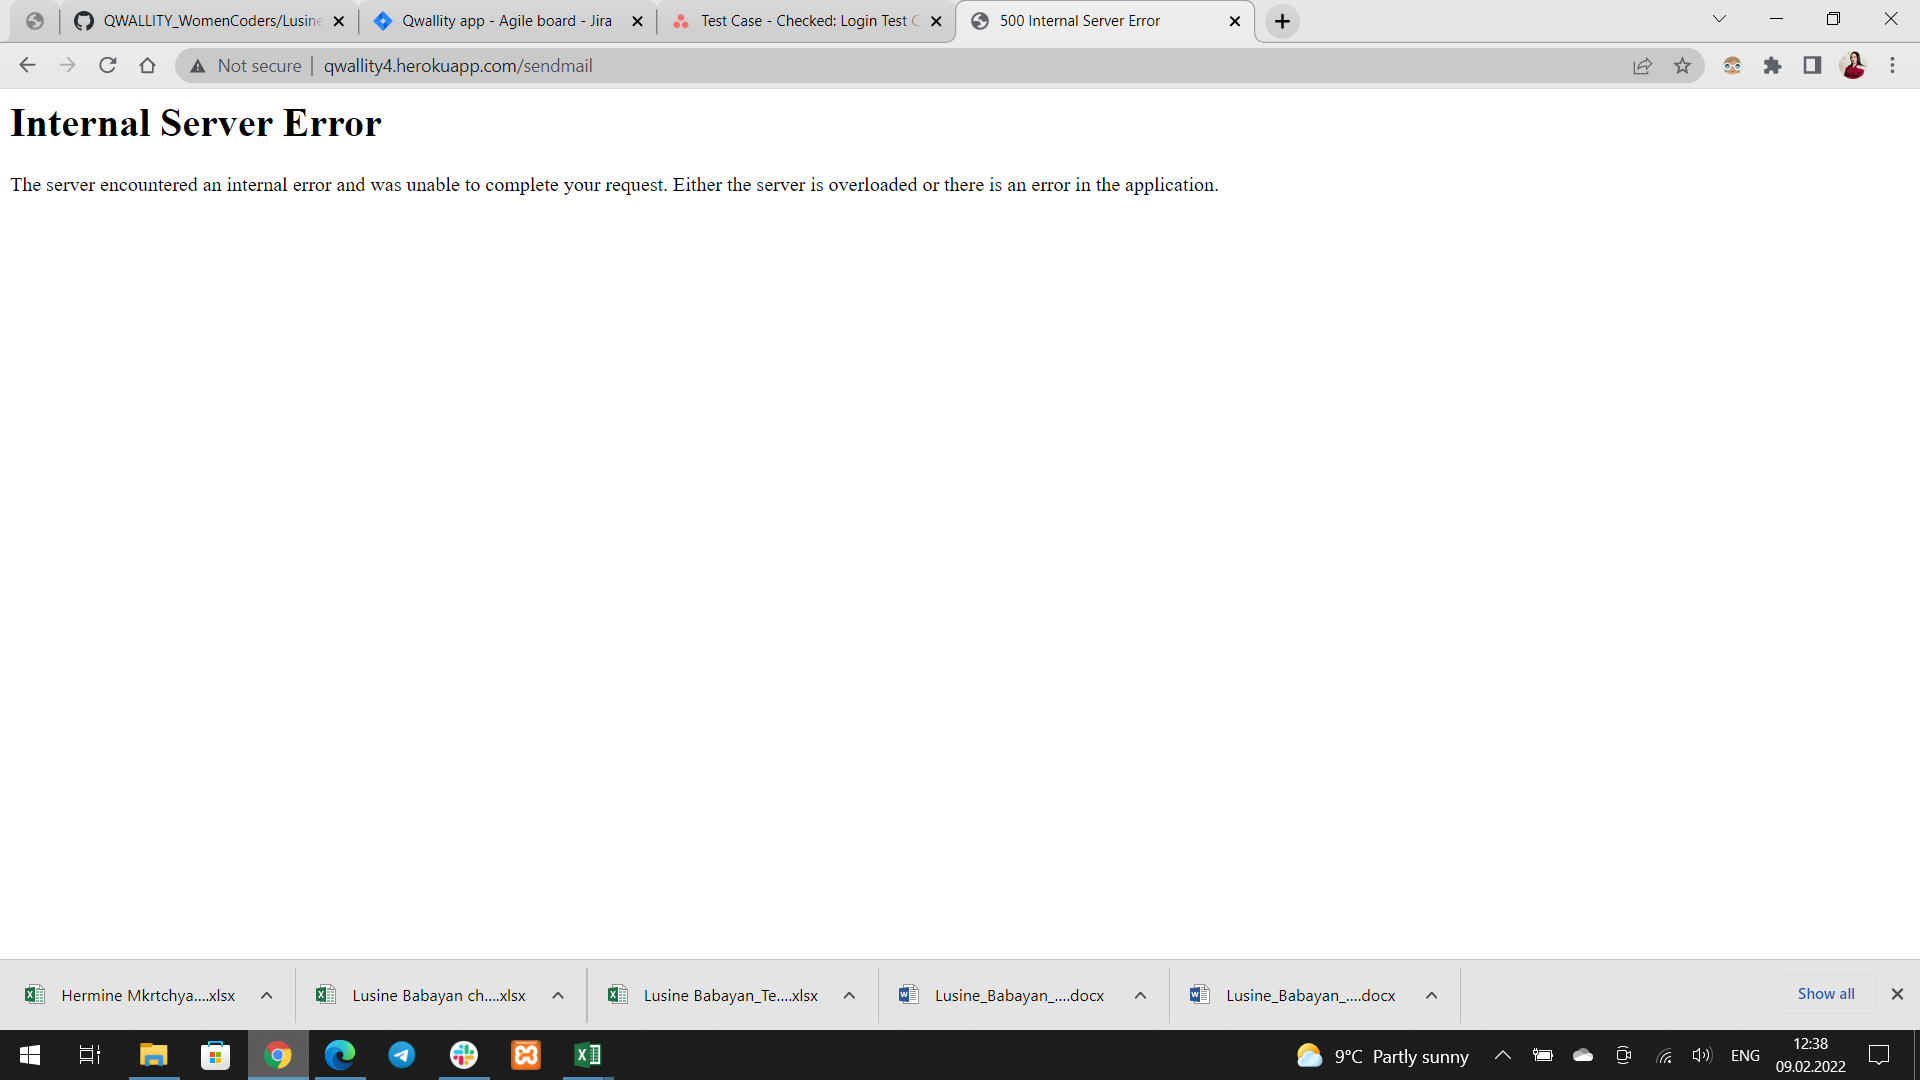 QWALLITY_WomenCoders/Lusine
Qwallity app - Agile board - Jira
Test Case - Checked: Login Test C
500 Internal Server Error
Not secure
qwallity4.herokuapp.com/sendmail
Internal Server Error
The server encountered an internal error and was unable to complete your request. Either the server is overloaded or there is an error in the application.
Hermine Mkrtchya....xlsx
Lusine Babayan ch....xlsx
Lusine Babayan_Te....xlsx
Lusine_Babayan_....docx
Lusine_Babayan_....docx
Show all
9°C Partly sunny
ENG
12:38
09.02.2022